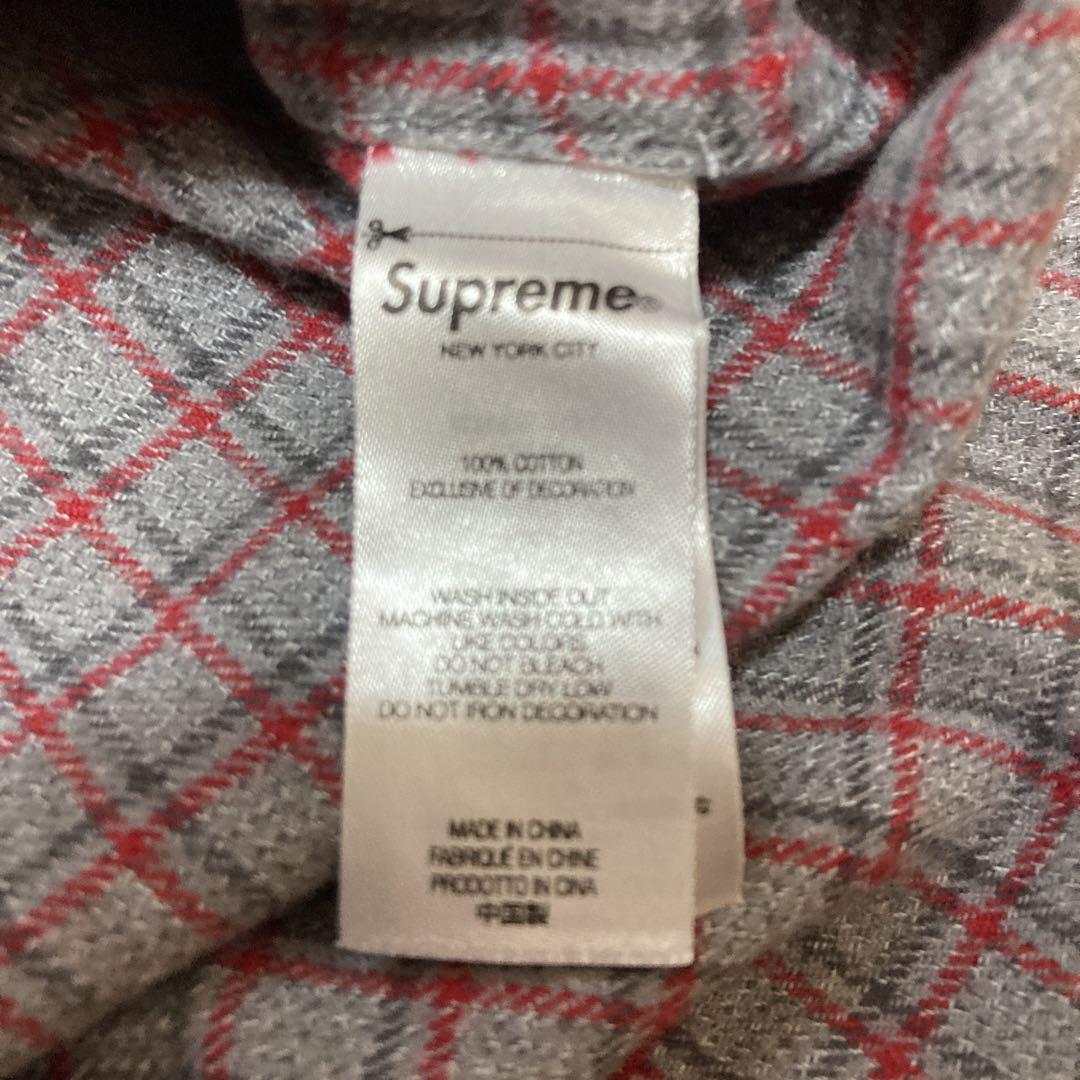 Supreme®
NEW YORK CITY
100% COTTON
EXCLUSIVE OF DECORATION
WASH INSIDE OUT
MACHINE WASH COLD WITH
LIKE COLORS.
DO NOT BLEACH
TUMBLE DRY LOW
DO NOT IRON DECORATION
MADE IN CHINA
FABRIQUÉ EN CHINE
PRODOTTO IN CINA
中国製